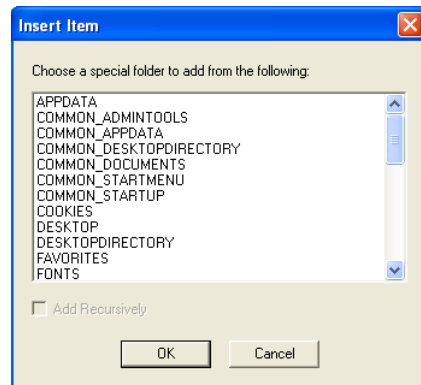 Insert Item
Choose a special folder to add from the following:
APPDATA
COMMON_ADMINTOOLS
COMMON_APPDATA
COMMON_DESKTOPDIRECTORY
COMMON_DOCUMENTS
COMMON_STARTMENU
COMMON_STARTUP
COOKIES
DESKTOP
DESKTOPDIRECTORY
FAVORITES
FONTS
Add Recursively
OK
Cancel